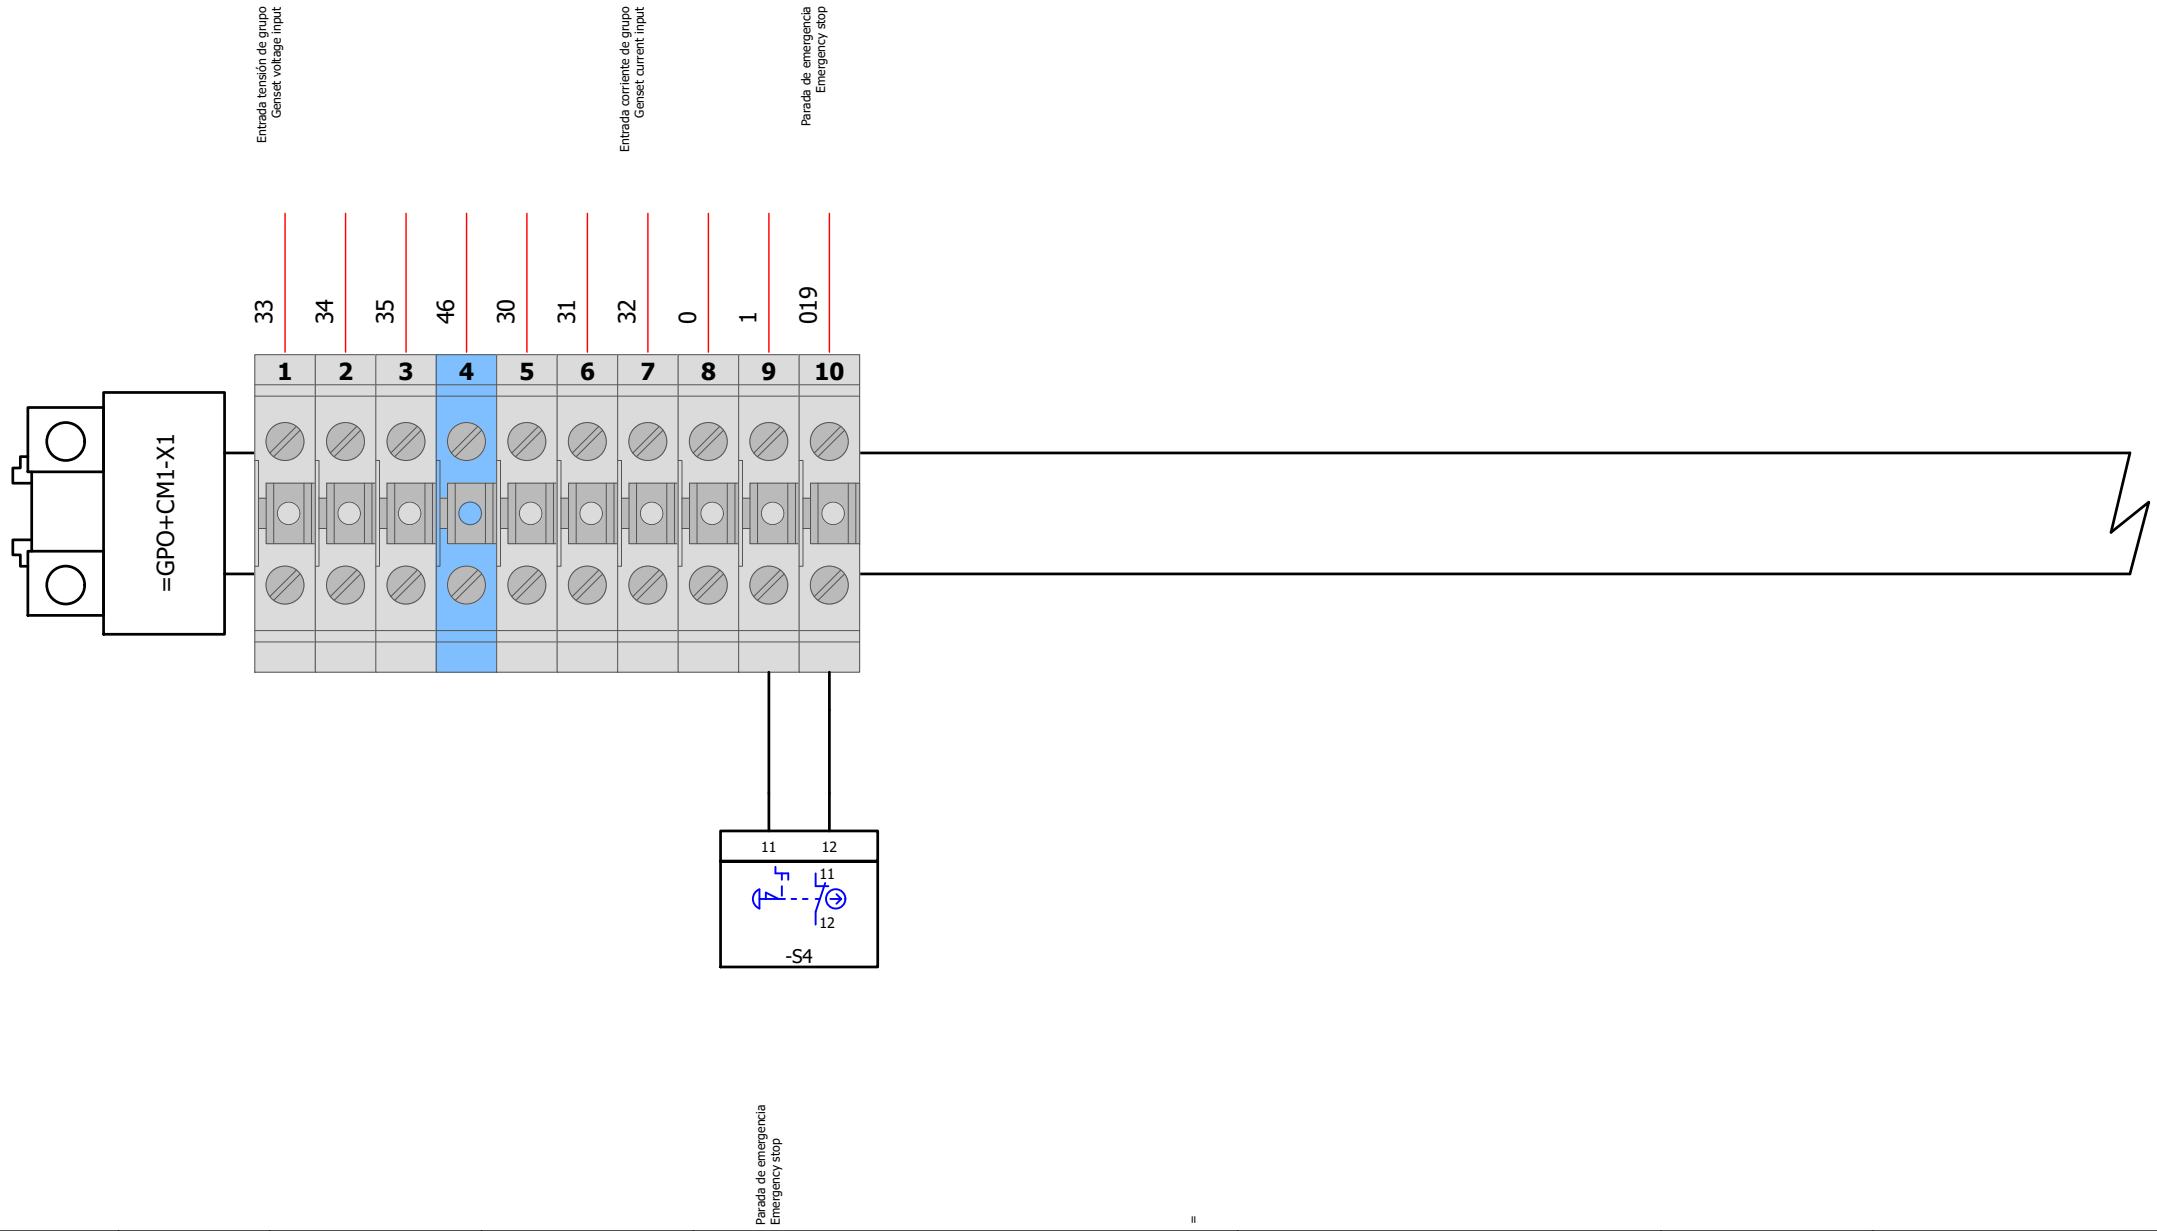 Entrada tensión de grupo
Genset voltage input
Entrada corriente de grupo
Genset current input
Parada de emergencia
Emergency stop
33
34
35
46
30
31
32
0
1
019
1
2
3
4
5
6
7
8
9
10
=GPO+CM1-X1
11
12
11
12
-S4
Parada de emergencia
Emergency stop
=